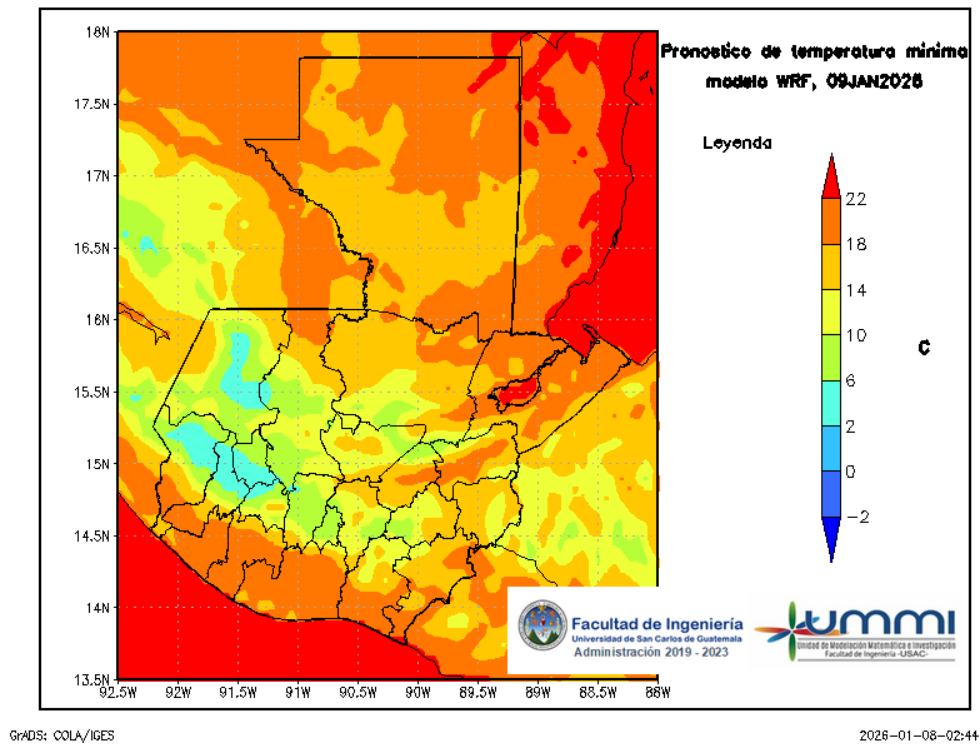 Pronostico de temperatura minima
modelo WRF, 09JAN2026
Leyenda
22
18
14
10
6
2
0
−2
C
18N
17.5N
17N
16.5N
16N
15.5N
15N
14.5N
14N
13.5N
92.5W 92W 91.5W 91W 90.5W 90W 89.5W 89W 88.5W 88W
Facultad de Ingeniería
Universidad de San Carlos de Guatemala
Administración 2019 - 2023
ummi
Unidad de Modelación Matemática e Investigación
Facultad de Ingeniería -USAC-
GrADS: COLA/IGES
2026-01-08-02:44